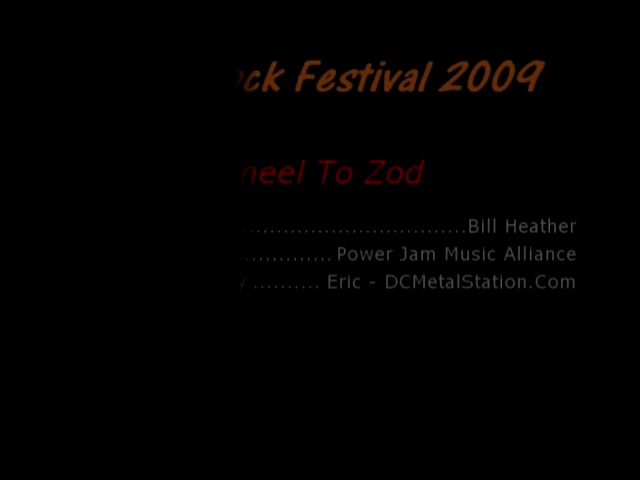 ck Festival 2009
neel To Zod
.................................Bill Heather
............. Power Jam Music Alliance
.......... Eric - DCMetalStation.Com